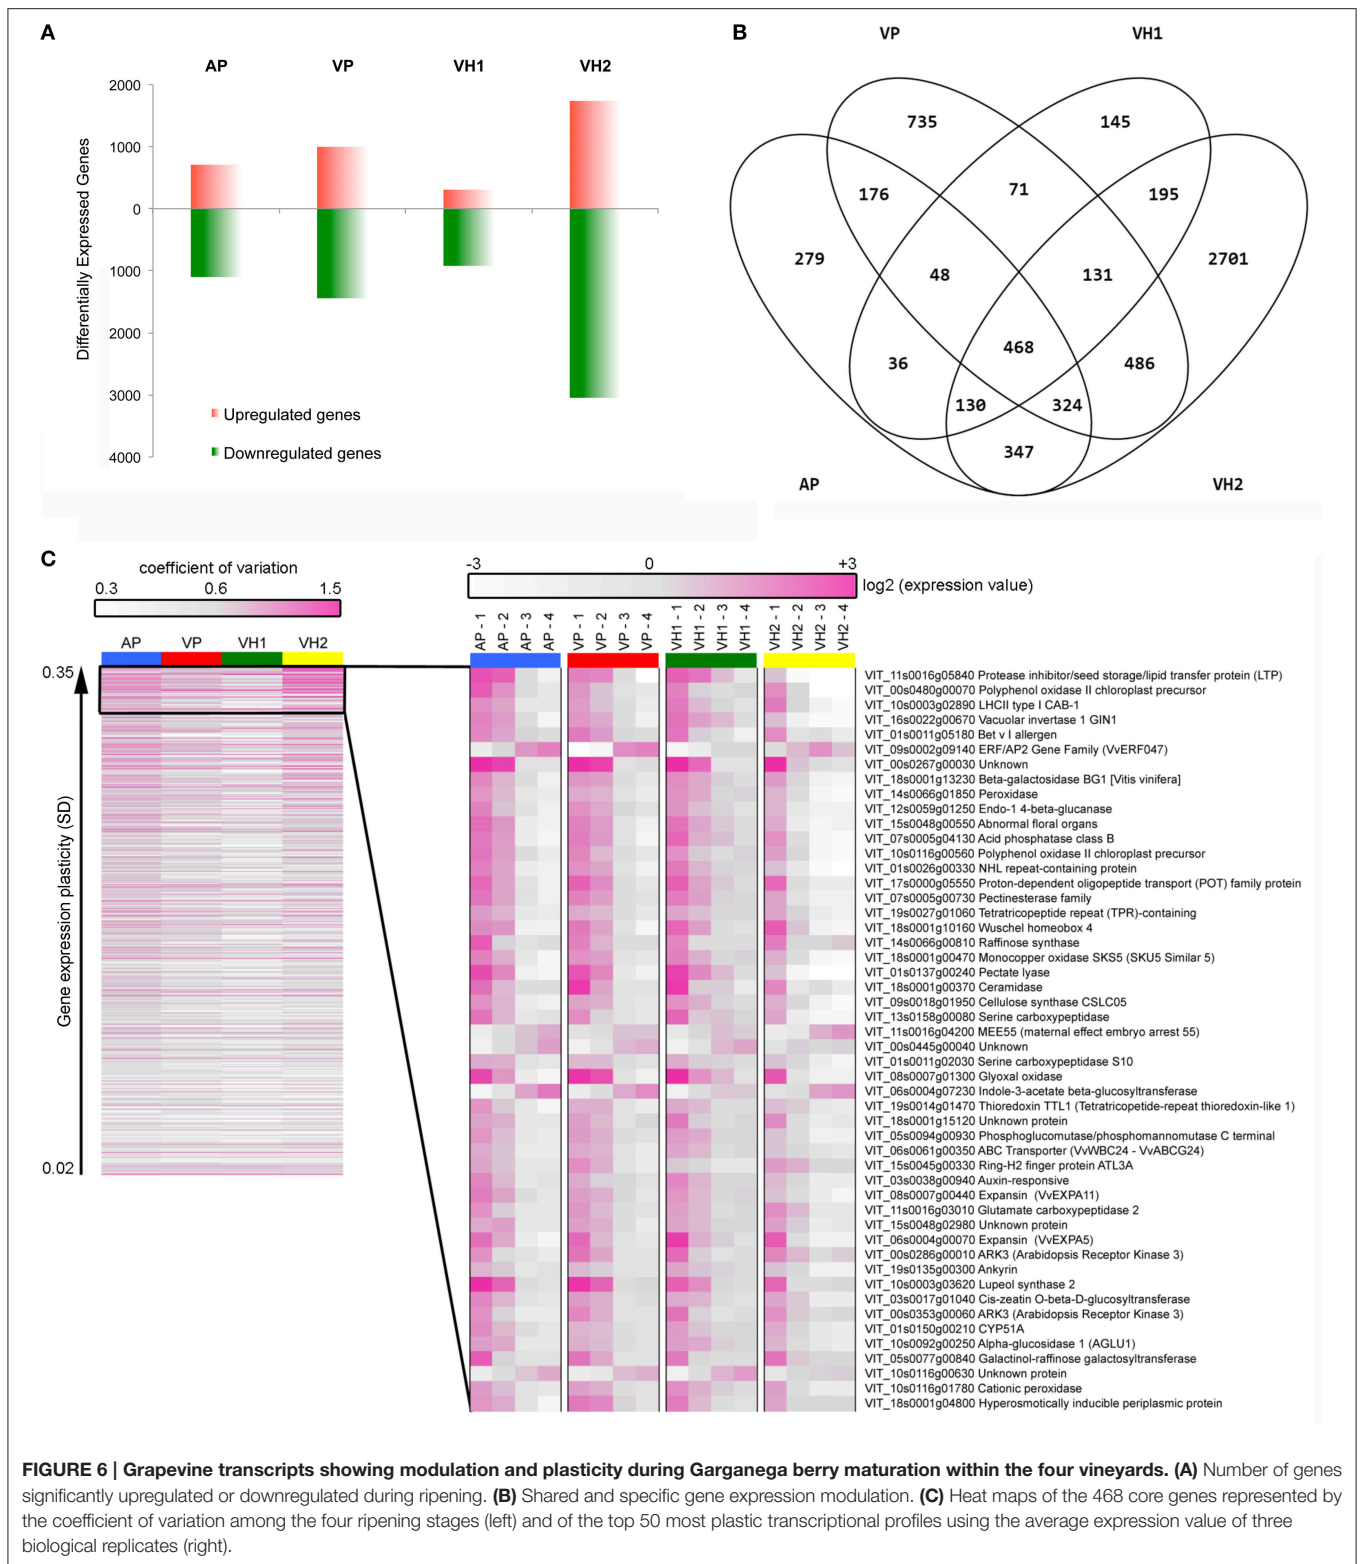 A
AP VP VH1 VH2
2000
1000
0
1000
2000
3000
4000
Differentially Expressed Genes
Upregulated genes
Downregulated genes
B
VP VH1
735 145
176 71 195
279 48 131 2701
36 468 486
130 324
347
AP VH2
C
coefficient of variation
0.3 0.6 1.5
AP VP VH1 VH2
0.35
Gene expression plasticity (SD)
0.02
-3 0 +3
log2 (expression value)
AP - 1 AP - 2 AP - 3 AP - 4 VP - 1 VP - 2 VP - 3 VP - 4 VH1 - 1 VH1 - 2 VH1 - 3 VH1 - 4 VH2 - 1 VH2 - 2 VH2 - 3 VH2 - 4
VIT_11s0016g05840 Protease inhibitor/seed storage/lipid transfer protein (LTP)
VIT_00s0480g00070 Polyphenol oxidase II chloroplast precursor
VIT_10s0003g02890 LHCII type I CAB-1
VIT_16s0022g00670 Vacuolar invertase 1 GIN1
VIT_01s0011g05180 Bet v I allergen
VIT_09s0002g09140 ERF/AP2 Gene Family (VvERF047)
VIT_00s0267g00030 Unknown
VIT_18s0001g13230 Beta-galactosidase BG1 [Vitis vinifera]
VIT_14s0066g01850 Peroxidase
VIT_12s0059g01250 Endo-1 4-beta-glucanase
VIT_15s0048g00550 Abnormal floral organs
VIT_07s0005g04130 Acid phosphatase class B
VIT_10s0116g00560 Polyphenol oxidase II chloroplast precursor
VIT_01s0026g00330 NHL repeat-containing protein
VIT_17s0000g05550 Proton-dependent oligopeptide transport (POT) family protein
VIT_07s0005g00730 Pectinesterase family
VIT_19s0027g01060 Tetratricopeptide repeat (TPR)-containing
VIT_18s0001g10160 Wuschel homeobox 4
VIT_14s0066g00810 Raffinose synthase
VIT_18s0001g00470 Monocopper oxidase SKS5 (SKU5 Similar 5)
VIT_01s0137g00240 Pectate lyase
VIT_18s0001g00370 Ceramidase
VIT_09s0018g01950 Cellulose synthase CSLC05
VIT_13s0158g00080 Serine carboxypeptidase
VIT_11s0016g04200 MEE55 (maternal effect embryo arrest 55)
VIT_00s0445g00040 Unknown
VIT_01s0011g02030 Serine carboxypeptidase S10
VIT_08s0007g01300 Glyoxal oxidase
VIT_06s0004g07230 Indole-3-acetate beta-glucosyltransferase
VIT_19s0014g01470 Thioredoxin TTL1 (Tetratricopetide-repeat thioredoxin-like 1)
VIT_18s0001g15120 Unknown protein
VIT_05s0094g00930 Phosphoglucomutase/phosphomannomutase C terminal
VIT_06s0061g00350 ABC Transporter (VvWBC24 - VvABCG24)
VIT_15s0045g00330 Ring-H2 finger protein ATL3A
VIT_03s0038g00940 Auxin-responsive
VIT_08s0007g00440 Expansin (VvEXPA11)
VIT_11s0016g03010 Glutamate carboxypeptidase 2
VIT_15s0048g02980 Unknown protein
VIT_06s0004g00070 Expansin (VvEXPA5)
VIT_00s0286g00010 ARK3 (Arabidopsis Receptor Kinase 3)
VIT_19s0135g00300 Ankyrin
VIT_10s0003g03620 Lupeol synthase 2
VIT_03s0017g01040 Cis-zeatin O-beta-D-glucosyltransferase
VIT_00s0353g00060 ARK3 (Arabidopsis Receptor Kinase 3)
VIT_01s0150g00210 CYP51A
VIT_10s0092g00250 Alpha-glucosidase 1 (AGLU1)
VIT_05s0077g00840 Galactinol-raffinose galactosyltransferase
VIT_10s0116g00630 Unknown protein
VIT_10s0116g01780 Cationic peroxidase
VIT_18s0001g04800 Hyperosmotically inducible periplasmic protein
FIGURE 6 | Grapevine transcripts showing modulation and plasticity during Garganega berry maturation within the four vineyards. (A) Number of genes
significantly upregulated or downregulated during ripening. (B) Shared and specific gene expression modulation. (C) Heat maps of the 468 core genes represented by
the coefficient of variation among the four ripening stages (left) and of the top 50 most plastic transcriptional profiles using the average expression value of three
biological replicates (right).